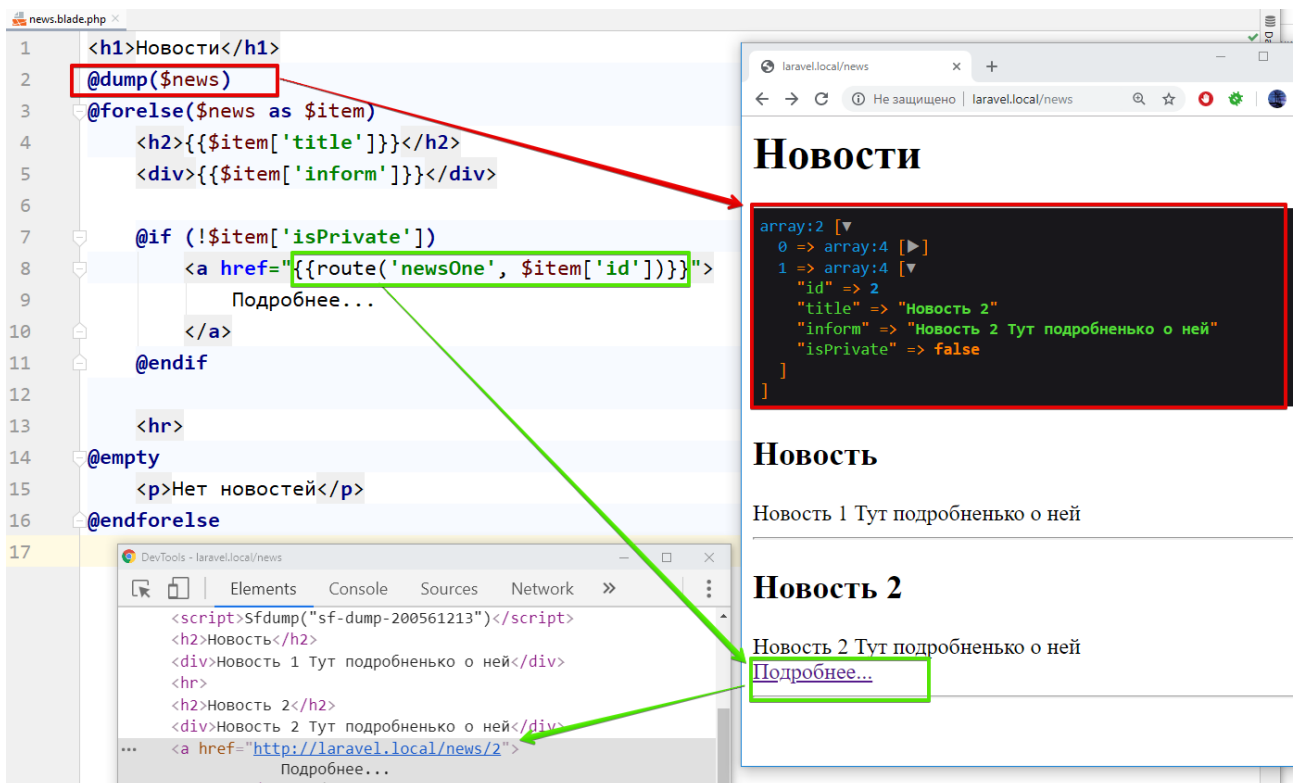 news.blade.php
1 <h1>Новости</h1>
2 @dump($news)
3 @forelse($news as $item)
4 <h2>{{$item['title']}}</h2>
5 <div>{{$item['inform']}}</div>
6
7 @if (!$item['isPrivate'])
8 <a href="{{route('newsOne', $item['id'])}}">
9 Подробнее...
10 </a>
11 @endif
12
13 <hr>
14 @empty
15 <p>Нет новостей</p>
16 @endforelse
17
DevTools - laravel.local/news
Elements Console Sources Network »
<script>Sfdump("sf-dump-200561213")</script>
<h2>Новость</h2>
<div>Новость 1 Тут подробненько о ней</div>
<hr>
<h2>Новость 2</h2>
<div>Новость 2 Тут подробненько о ней</div>
... <a href="http://laravel.local/news/2">
Подробнее...
laravel.local/news
Не защищено | laravel.local/news
Новости
array:2 [▼
0 => array:4 [▶]
1 => array:4 [▼
"id" => 2
"title" => "Новость 2"
"inform" => "Новость 2 Тут подробненько о ней"
"isPrivate" => false
]
]
Новость
Новость 1 Тут подробненько о ней
Новость 2
Новость 2 Тут подробненько о ней
Подробнее...